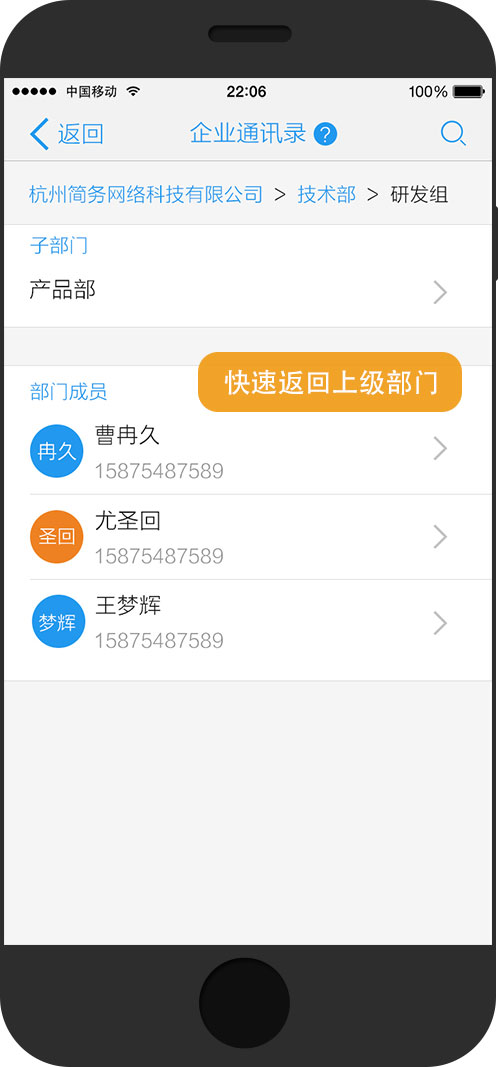 中国移动 22:06 100%
返回 企业通讯录 ?
杭州简务网络科技有限公司 > 技术部 > 研发组
子部门
产品部
快速返回上级部门
部门成员
冉久 曹冉久
15875487589
圣回 尤圣回
15875487589
梦辉 王梦辉
15875487589